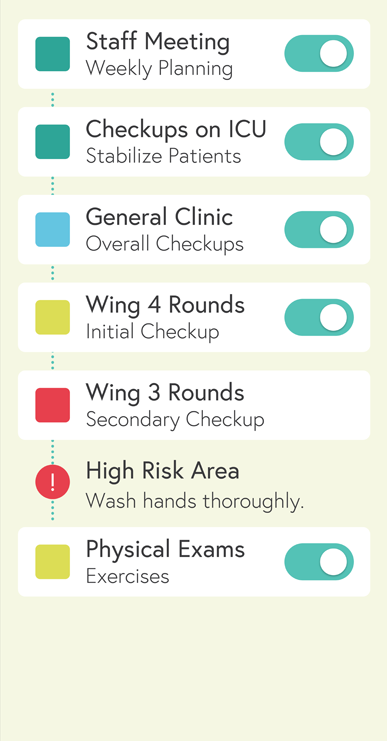 Staff Meeting
Weekly Planning
Checkups on ICU
Stabilize Patients
General Clinic
Overall Checkups
Wing 4 Rounds
Initial Checkup
Wing 3 Rounds
Secondary Checkup
!
High Risk Area
Wash hands thoroughly.
Physical Exams
Exercises